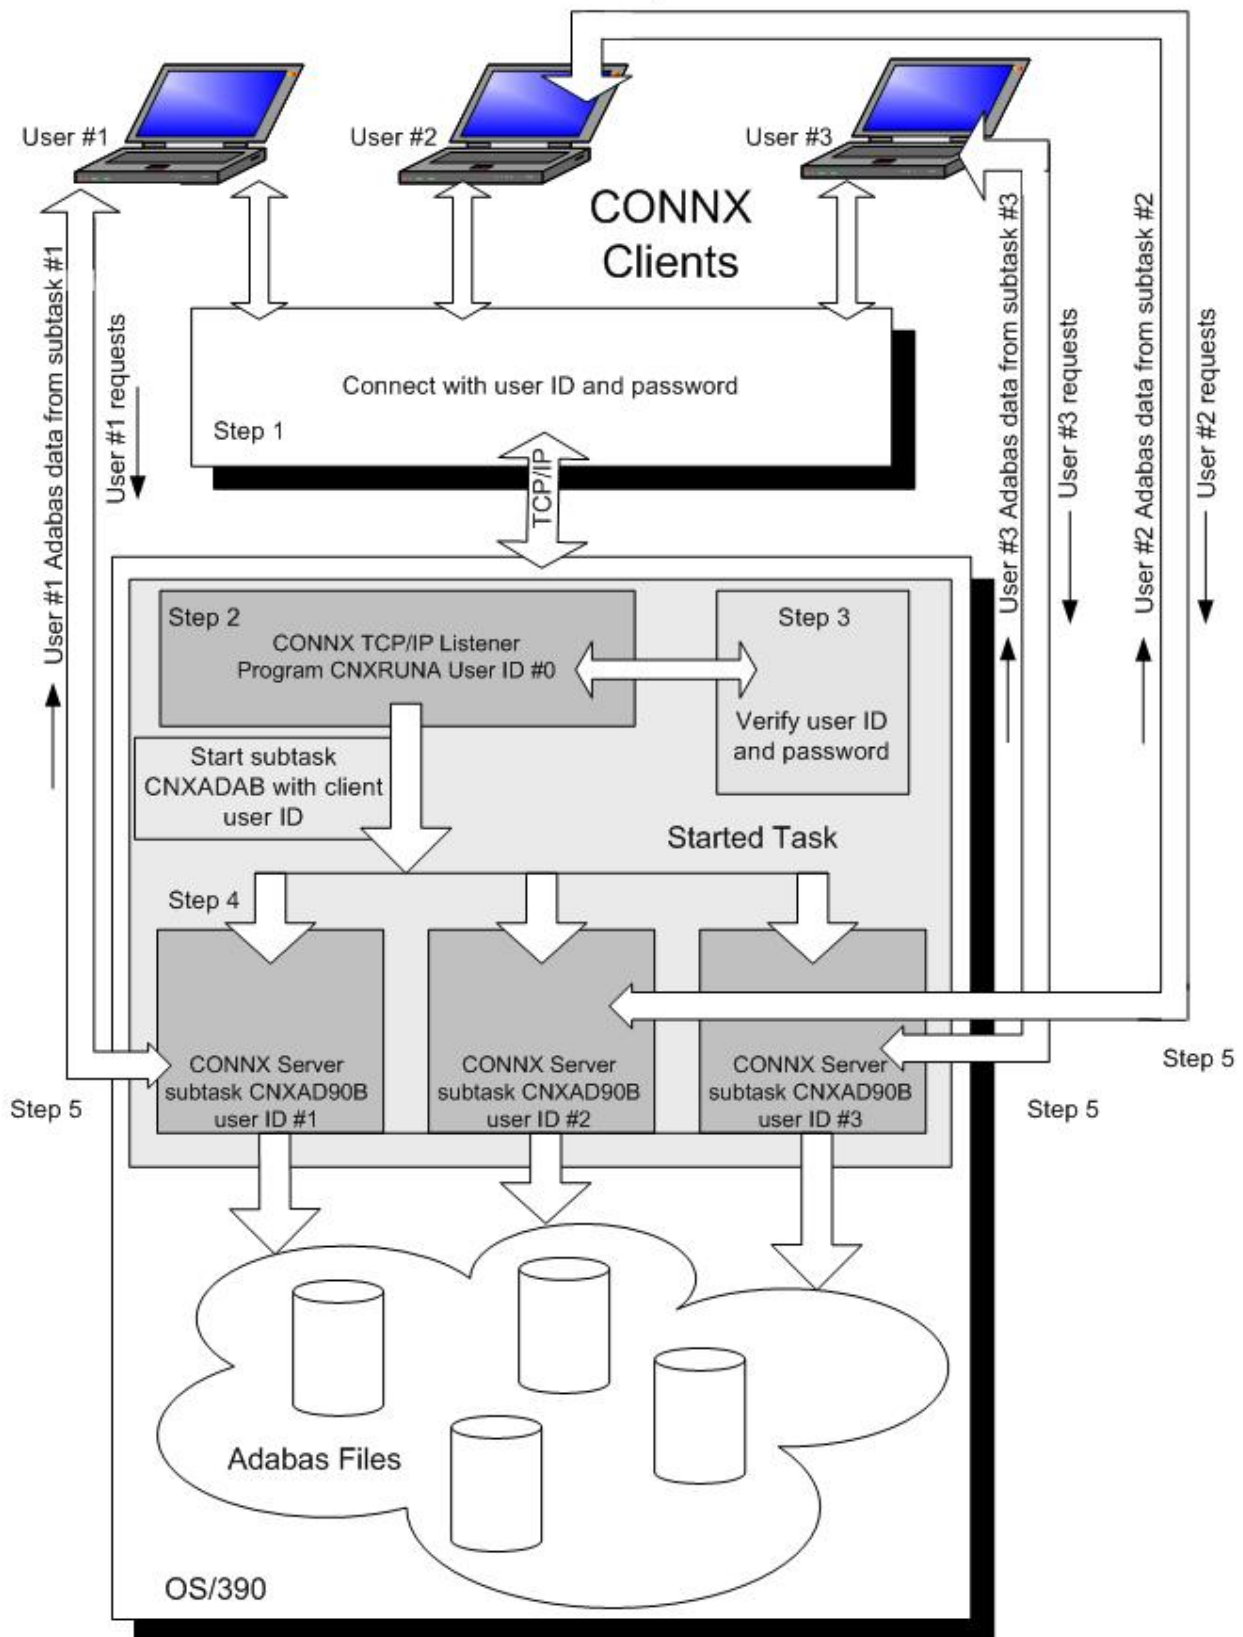 User #1
User #2
User #3
CONNX
Clients
User #1 Adabas data from subtask #1
User #1 requests
User #3 Adabas data from subtask #3
User #3 requests
User #2 Adabas data from subtask #2
User #2 requests
Connect with user ID and password
Step 1
TCP/IP
Step 2
CONNX TCP/IP Listener
Program CNXRUNA User ID #0
Step 3
Verify user ID
and password
Start subtask
CNXADAB with client
user ID
Started Task
Step 4
CONNX Server
subtask CNXAD90B
user ID #1
CONNX Server
subtask CNXAD90B
user ID #2
CONNX Server
subtask CNXAD90B
user ID #3
Step 5
Step 5
Step 5
Adabas Files
OS/390